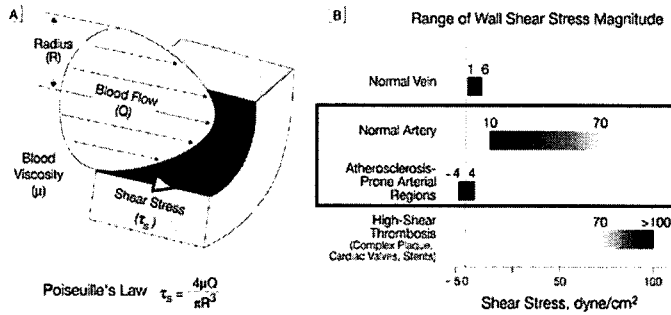 A]
Radius
(R)
Blood Flow
(Q)
Blood
Viscosity
(μ)
Shear Stress
(τs)
Poiseuille's Law τs = 4μQ
πR³
B]
Range of Wall Shear Stress Magnitude
Normal Vein
1 6
Normal Artery
10 70
Atherosclerosis-
Prone Arterial
Regions
-4 4
High-Shear
Thrombosis
(Complex Plaque,
Cardiac Valves, Stents)
70 >100
-50 50 100
Shear Stress, dyne/cm²